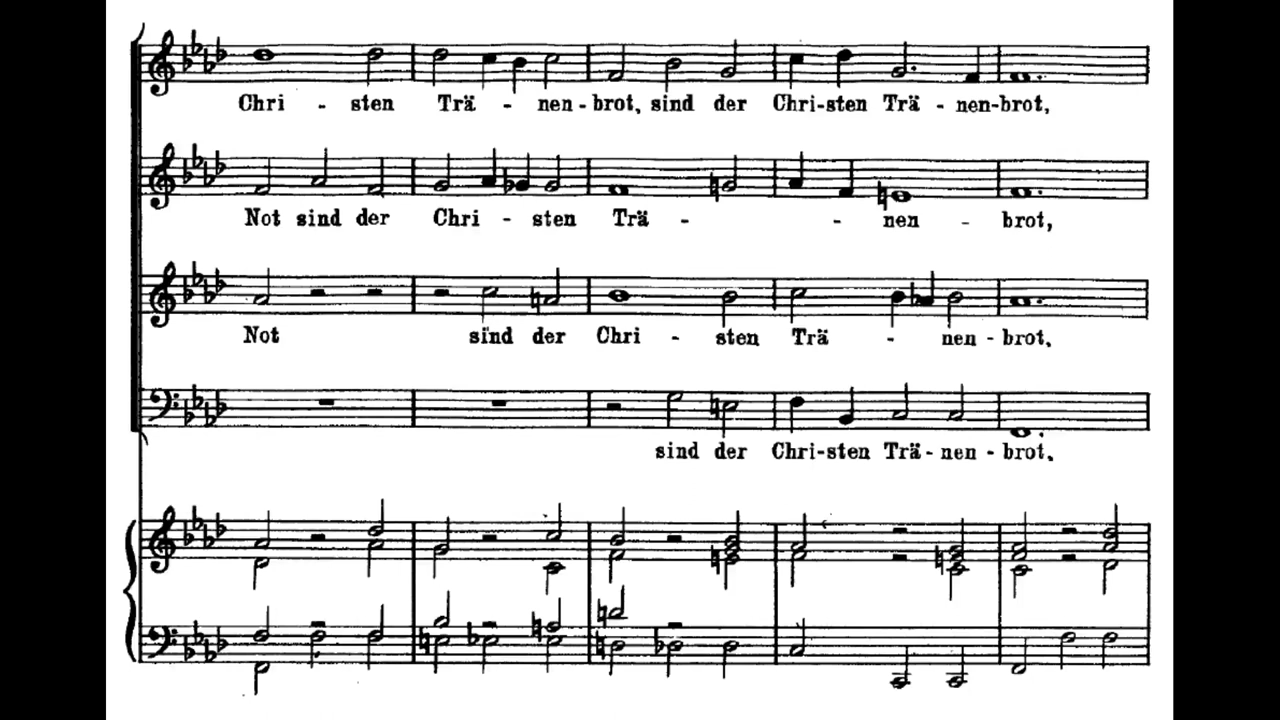 Chri - sten Trä - nen-brot, sind der Chri-sten Trä - nen-brot,
Not sind der Chri - sten Trä - - nen - brot,
Not sind der Chri - sten Trä - nen - brot,
sind der Chri-sten Trä - nen - brot.